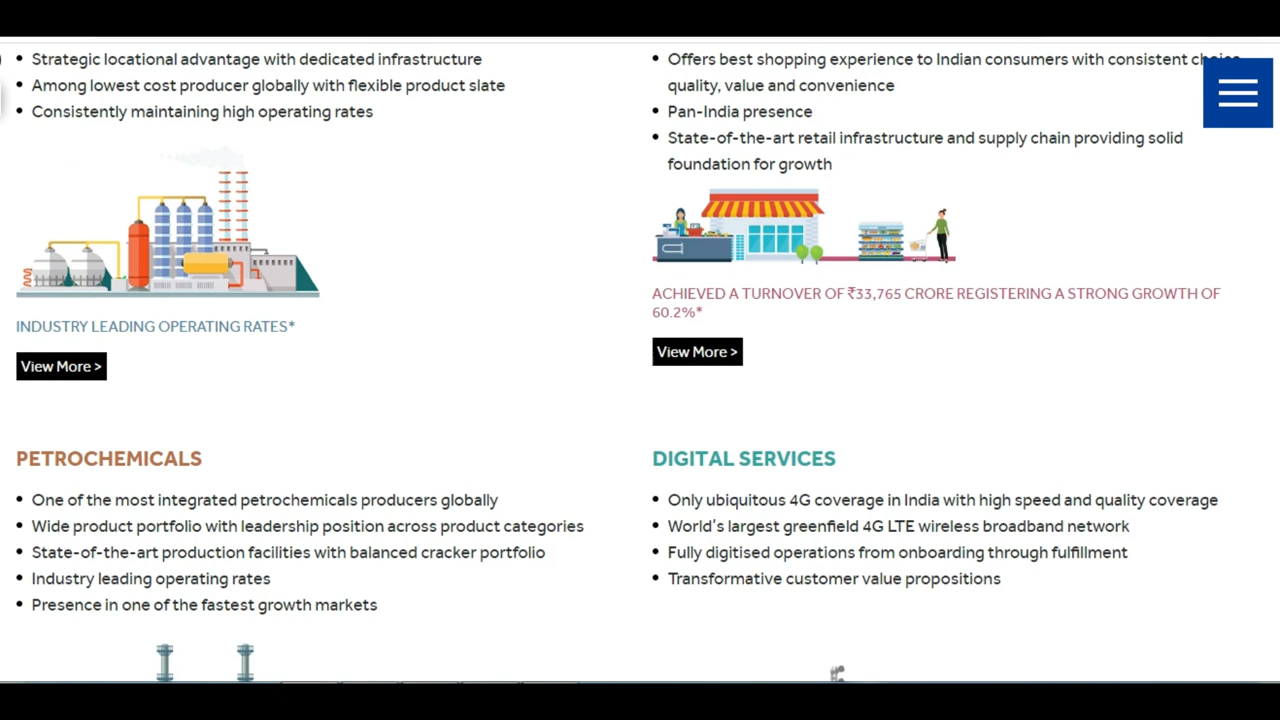 • Strategic locational advantage with dedicated infrastructure
• Among lowest cost producer globally with flexible product slate
• Consistently maintaining high operating rates
INDUSTRY LEADING OPERATING RATES*
View More >
• Offers best shopping experience to Indian consumers with consistent
quality, value and convenience
• Pan-India presence
• State-of-the-art retail infrastructure and supply chain providing solid
foundation for growth
ACHIEVED A TURNOVER OF ₹33,765 CRORE REGISTERING A STRONG GROWTH OF
60.2%*
View More >
PETROCHEMICALS
• One of the most integrated petrochemicals producers globally
• Wide product portfolio with leadership position across product categories
• State-of-the-art production facilities with balanced cracker portfolio
• Industry leading operating rates
• Presence in one of the fastest growth markets
DIGITAL SERVICES
• Only ubiquitous 4G coverage in India with high speed and quality coverage
• World's largest greenfield 4G LTE wireless broadband network
• Fully digitised operations from onboarding through fulfillment
• Transformative customer value propositions